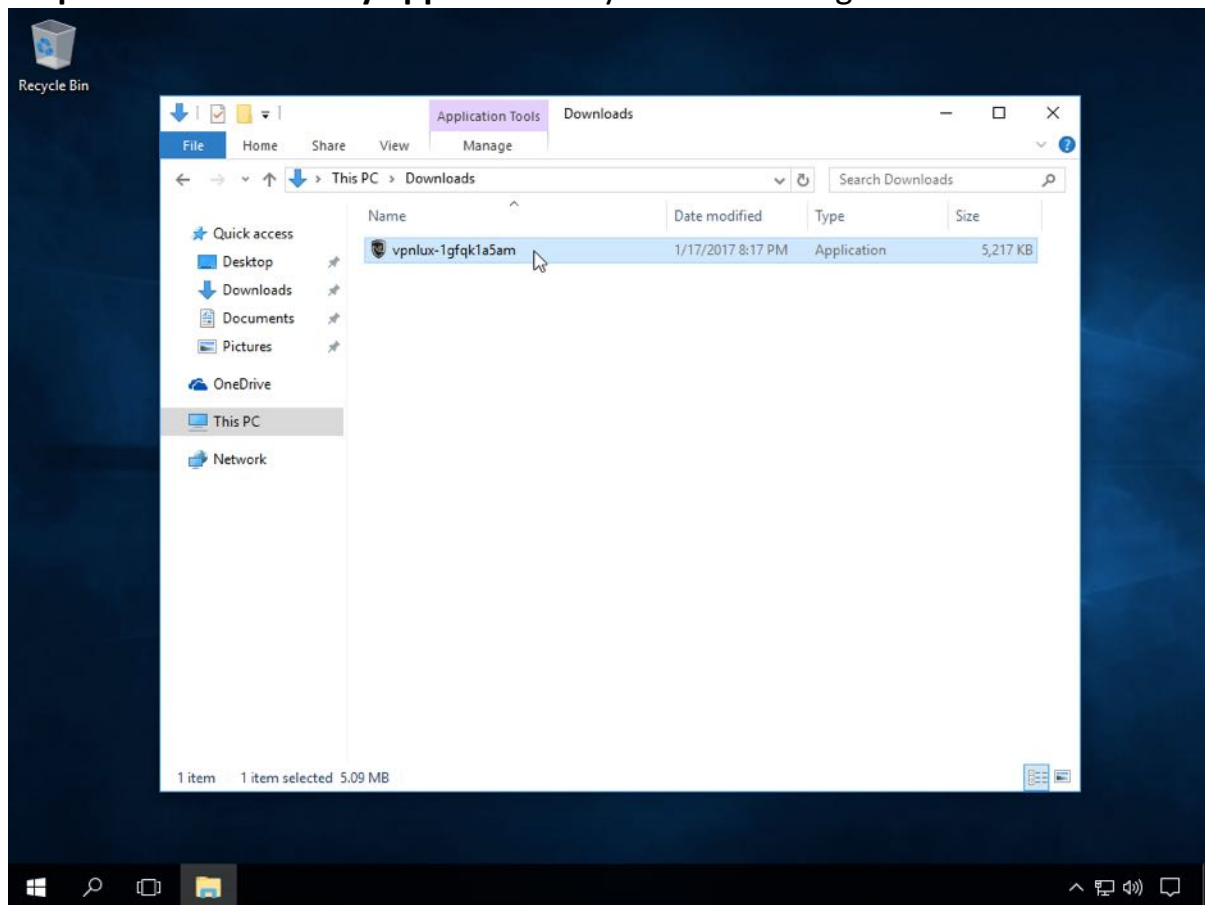 Recycle Bin
Application Tools Downloads
File Home Share View Manage
This PC > Downloads
Search Downloads
Name Date modified Type Size
vpnlux-1gfqk1a5am 1/17/2017 8:17 PM Application 5,217 KB
Quick access
Desktop
Downloads
Documents
Pictures
OneDrive
This PC
Network
1 item 1 item selected 5.09 MB